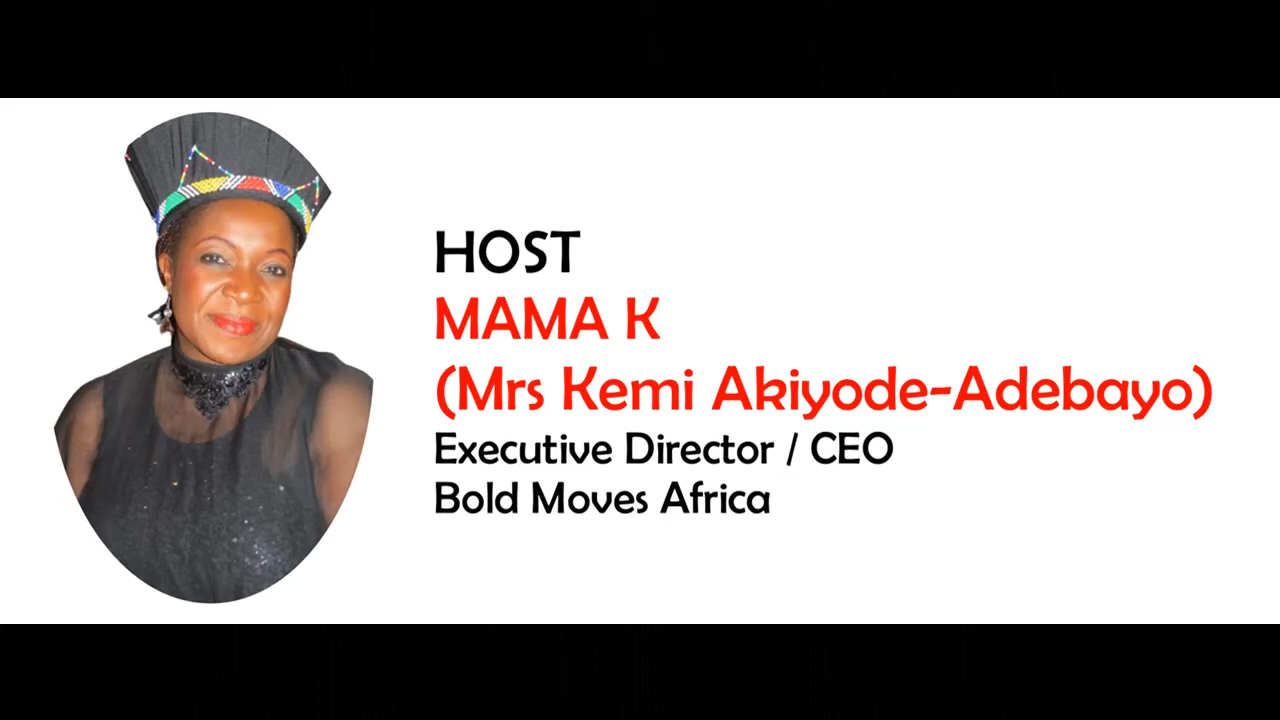 HOST
MAMA K
(Mrs Kemi Akiyode-Adebayo)
Executive Director / CEO
Bold Moves Africa